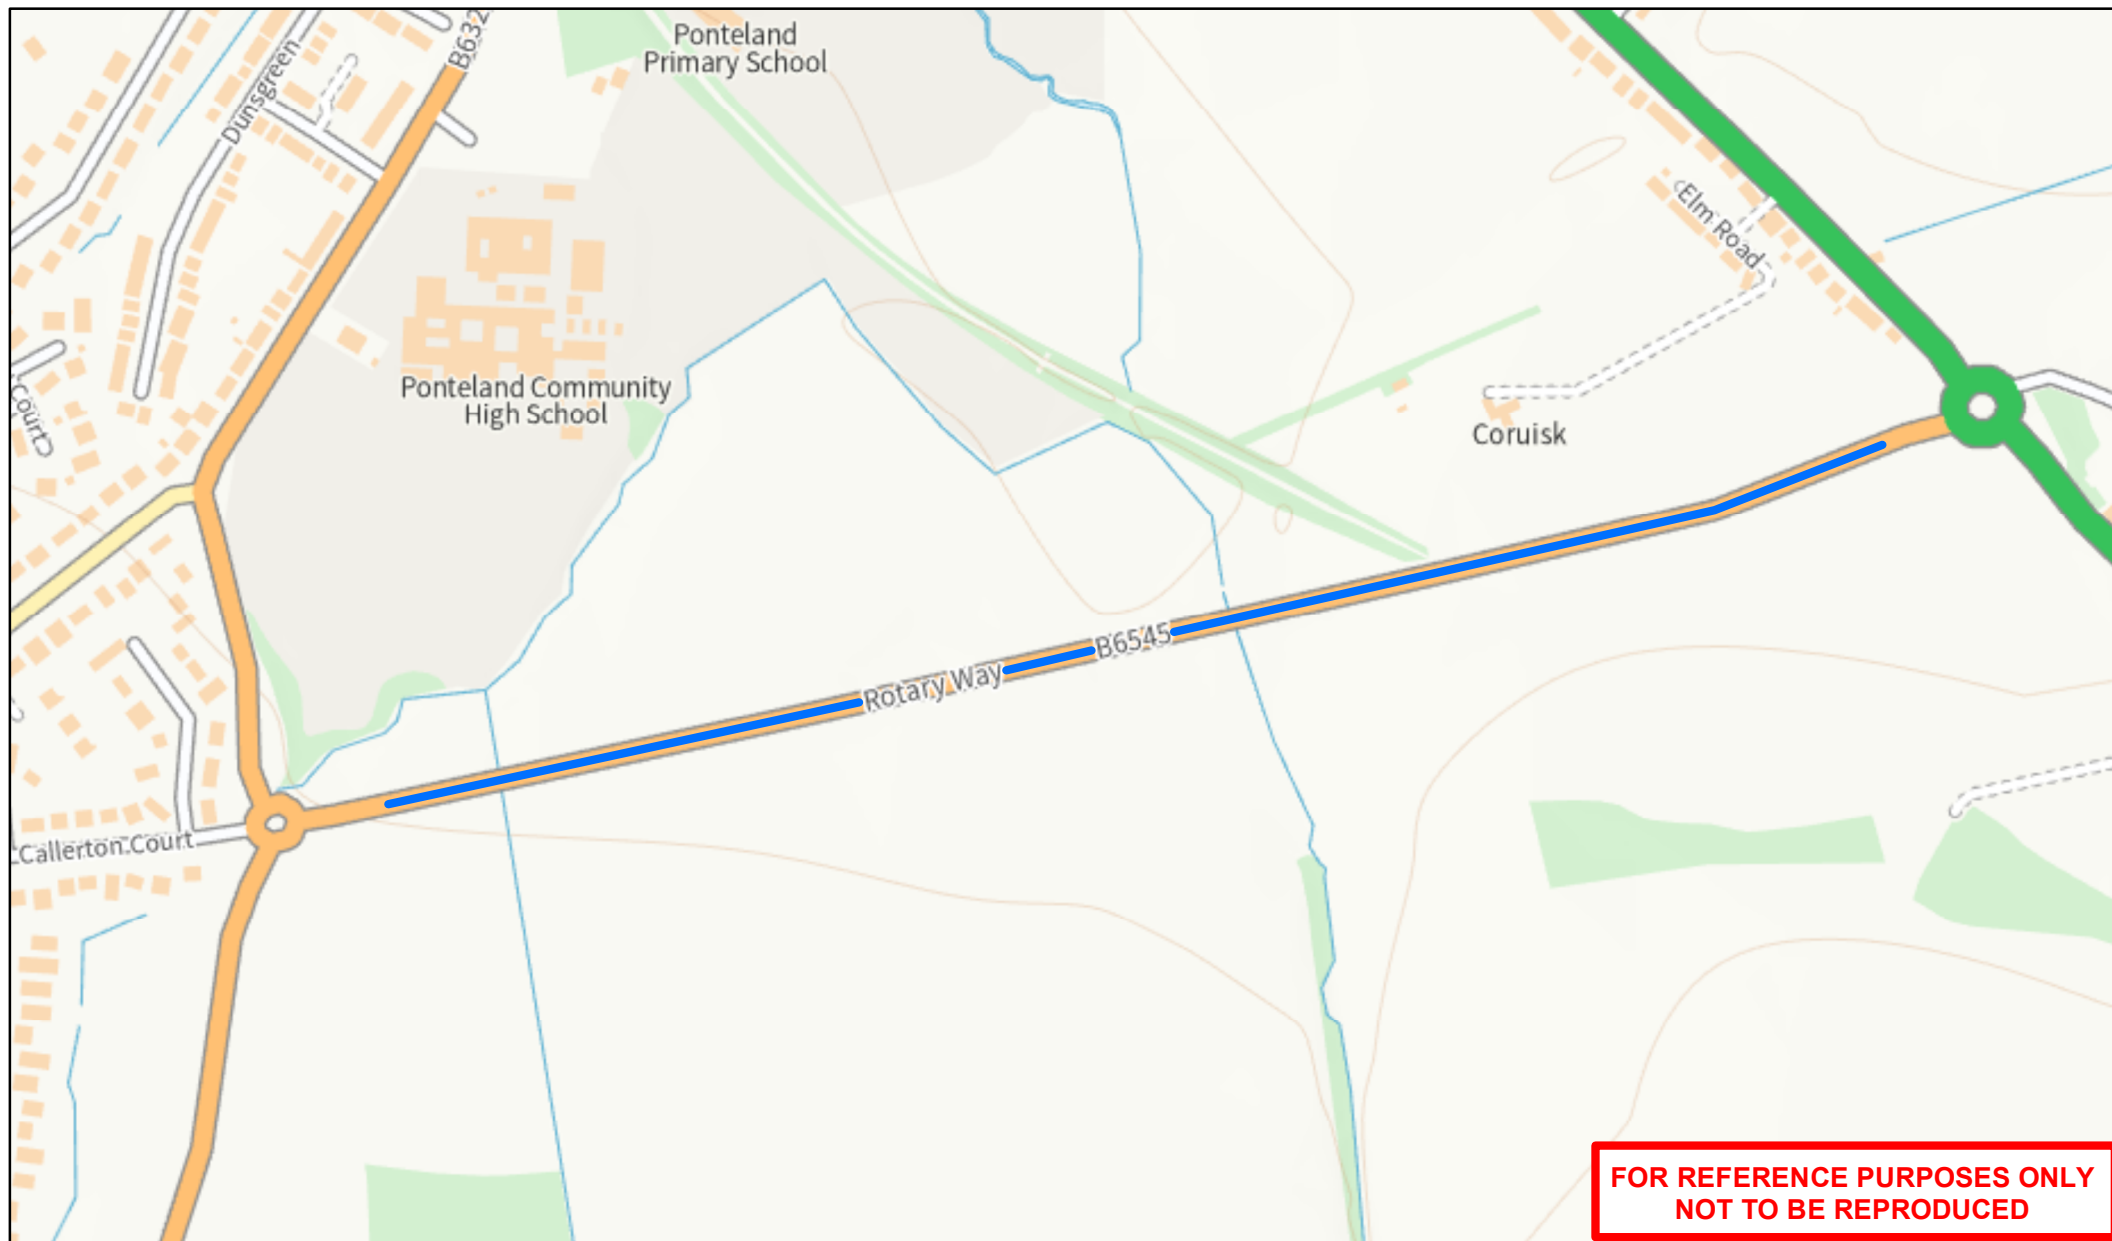 B632
Ponteland
Primary School
Dunsgreen
Elm Road
Court
Ponteland Community
High School
Coruisk
B6545
Rotary Way
Callerton Court
FOR REFERENCE PURPOSES ONLY
NOT TO BE REPRODUCED